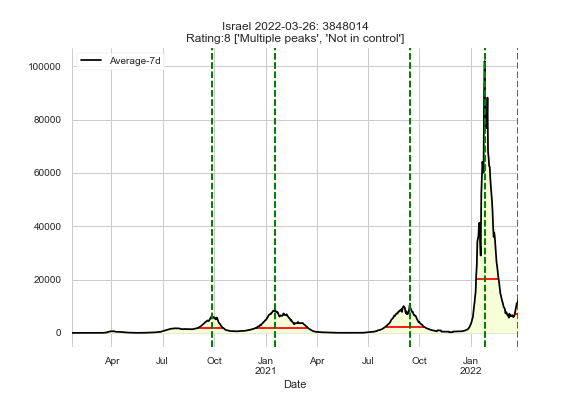 Israel 2022-03-26: 3848014
Rating:8 ['Multiple peaks', 'Not in control']
Average-7d
100000
80000
60000
40000
20000
0
Apr Jul Oct Jan Apr Jul Oct Jan
2021 2022
Date